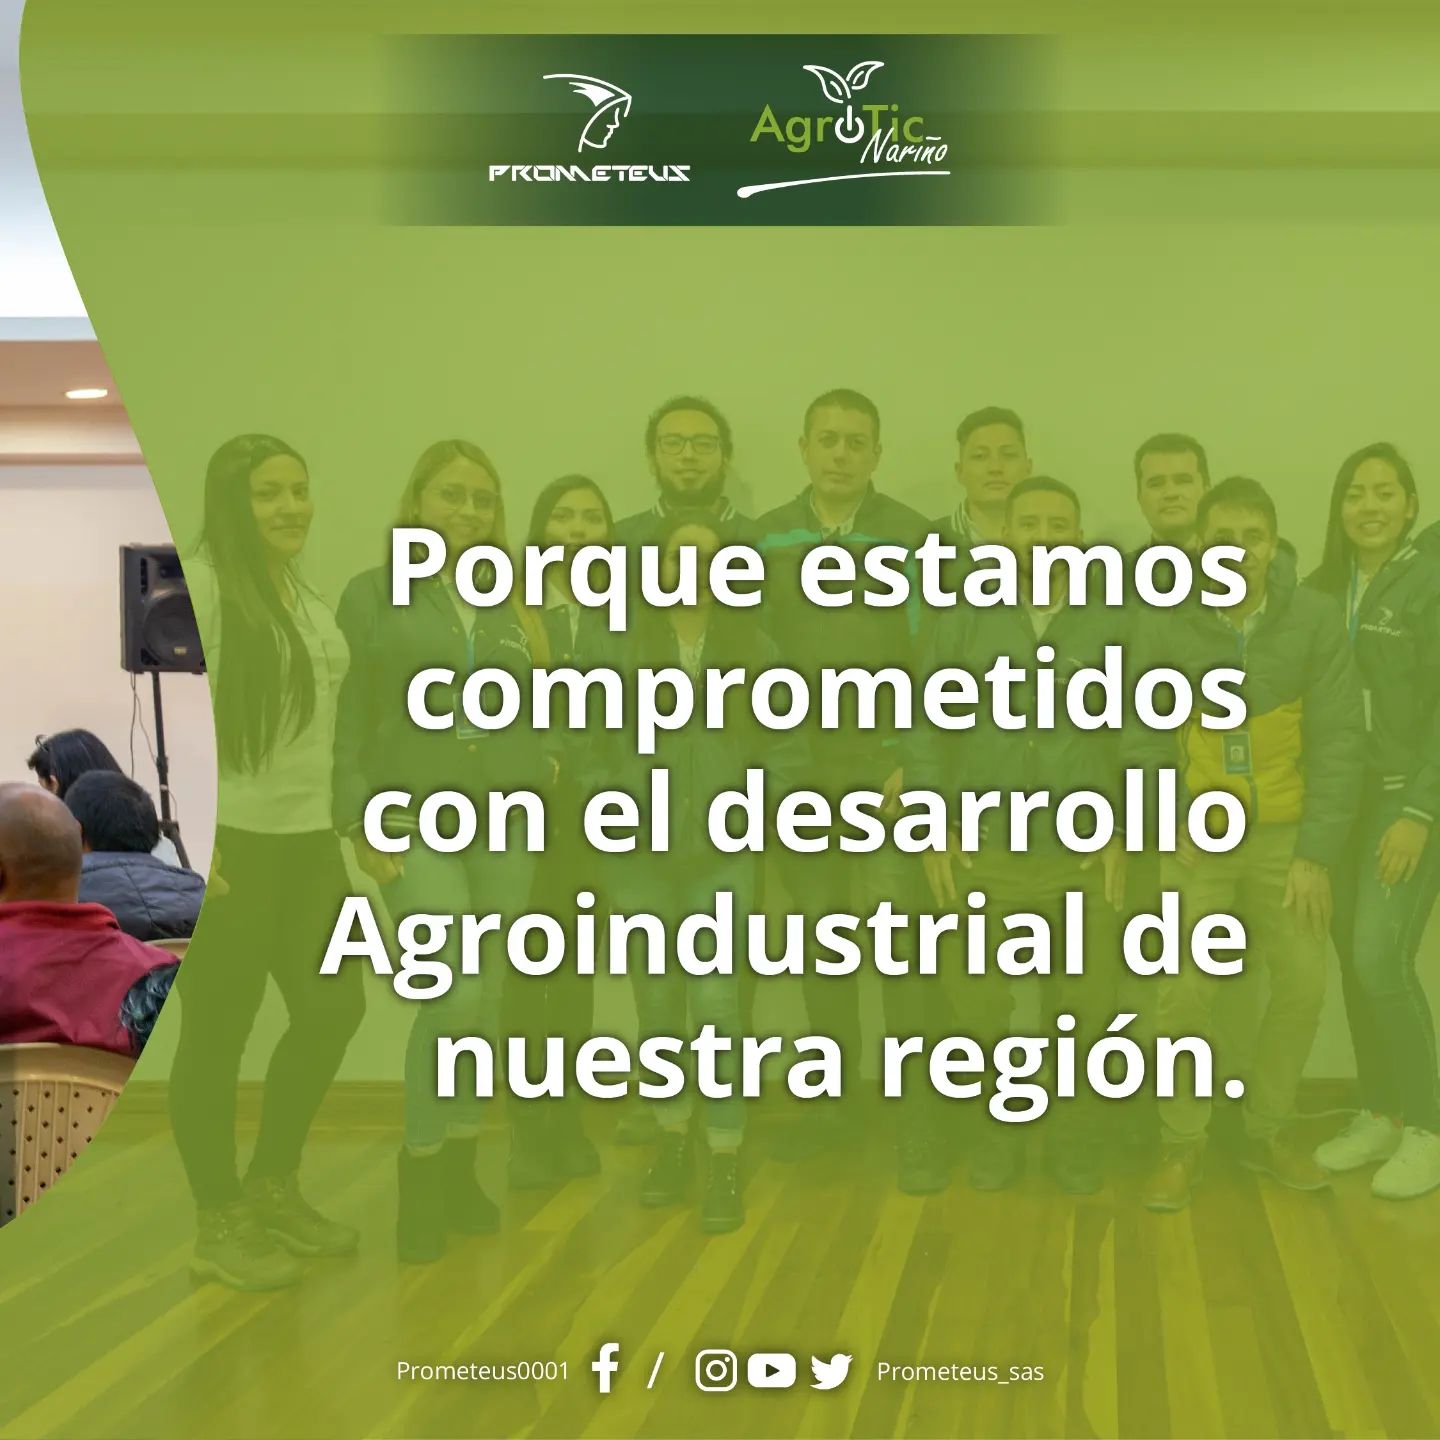 PROMETEUS
AgroTic
Nariño
Porque estamos
comprometidos
con el desarrollo
Agroindustrial de
nuestra región.
Prometeus0001 / Prometeus_sas